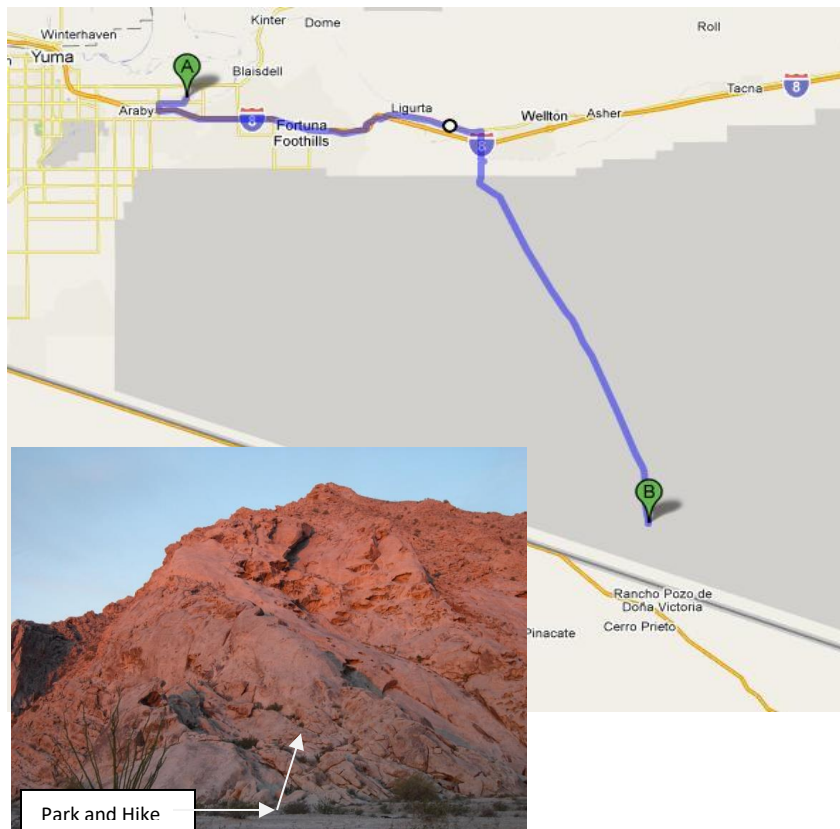 Kinter
Dome
Roll
Winterhaven
Yuma
A
Blaisdell
Tacna
8
Araby
Ligurta
Wellton
Asher
8
Fortuna
Foothills
8
B
Rancho Pozo de
Doña Victoria
Pinacate
Cerro Prieto
Park and Hike